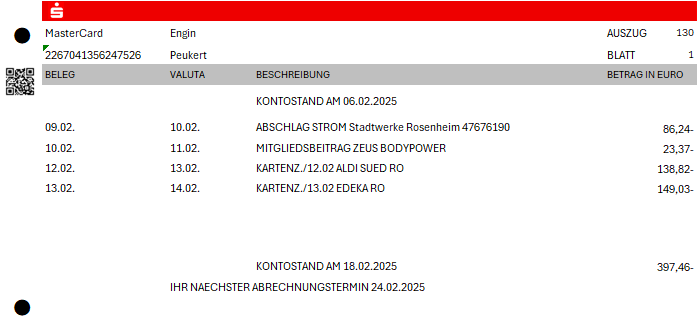 MasterCard Engin AUSZUG 130
2267041356247526 Peukert BLATT 1
BELEG VALUTA BESCHREIBUNG BETRAG IN EURO
KONTOSTAND AM 06.02.2025
09.02. 10.02. ABSCHLAG STROM Stadtwerke Rosenheim 47676190 86,24-
10.02. 11.02. MITGLIEDSBEITRAG ZEUS BODYPOWER 23,37-
12.02. 13.02. KARTENZ./12.02 ALDI SUED RO 138,82-
13.02. 14.02. KARTENZ./13.02 EDEKA RO 149,03-
KONTOSTAND AM 18.02.2025 397,46-
IHR NAECHSTER ABRECHNUNGSTERMIN 24.02.2025